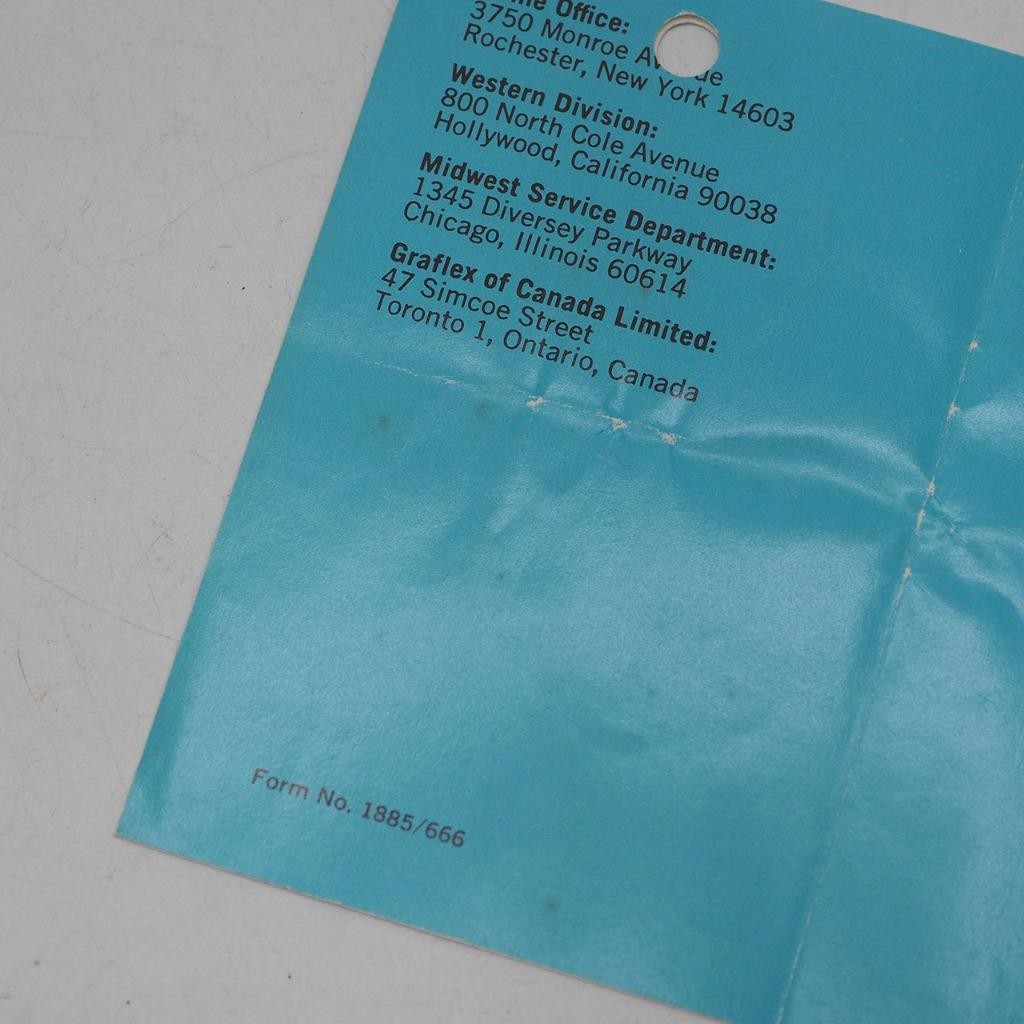 Office:
3750 Monroe
Rochester, New York 14603
Western Division:
800 North Cole Avenue
Hollywood, California 90038
Midwest Service Department:
1345 Diversey Parkway
Chicago, Illinois 60614
Graflex of Canada Limited:
47 Simcoe Street
Toronto 1, Ontario, Canada
Form No. 1885/666